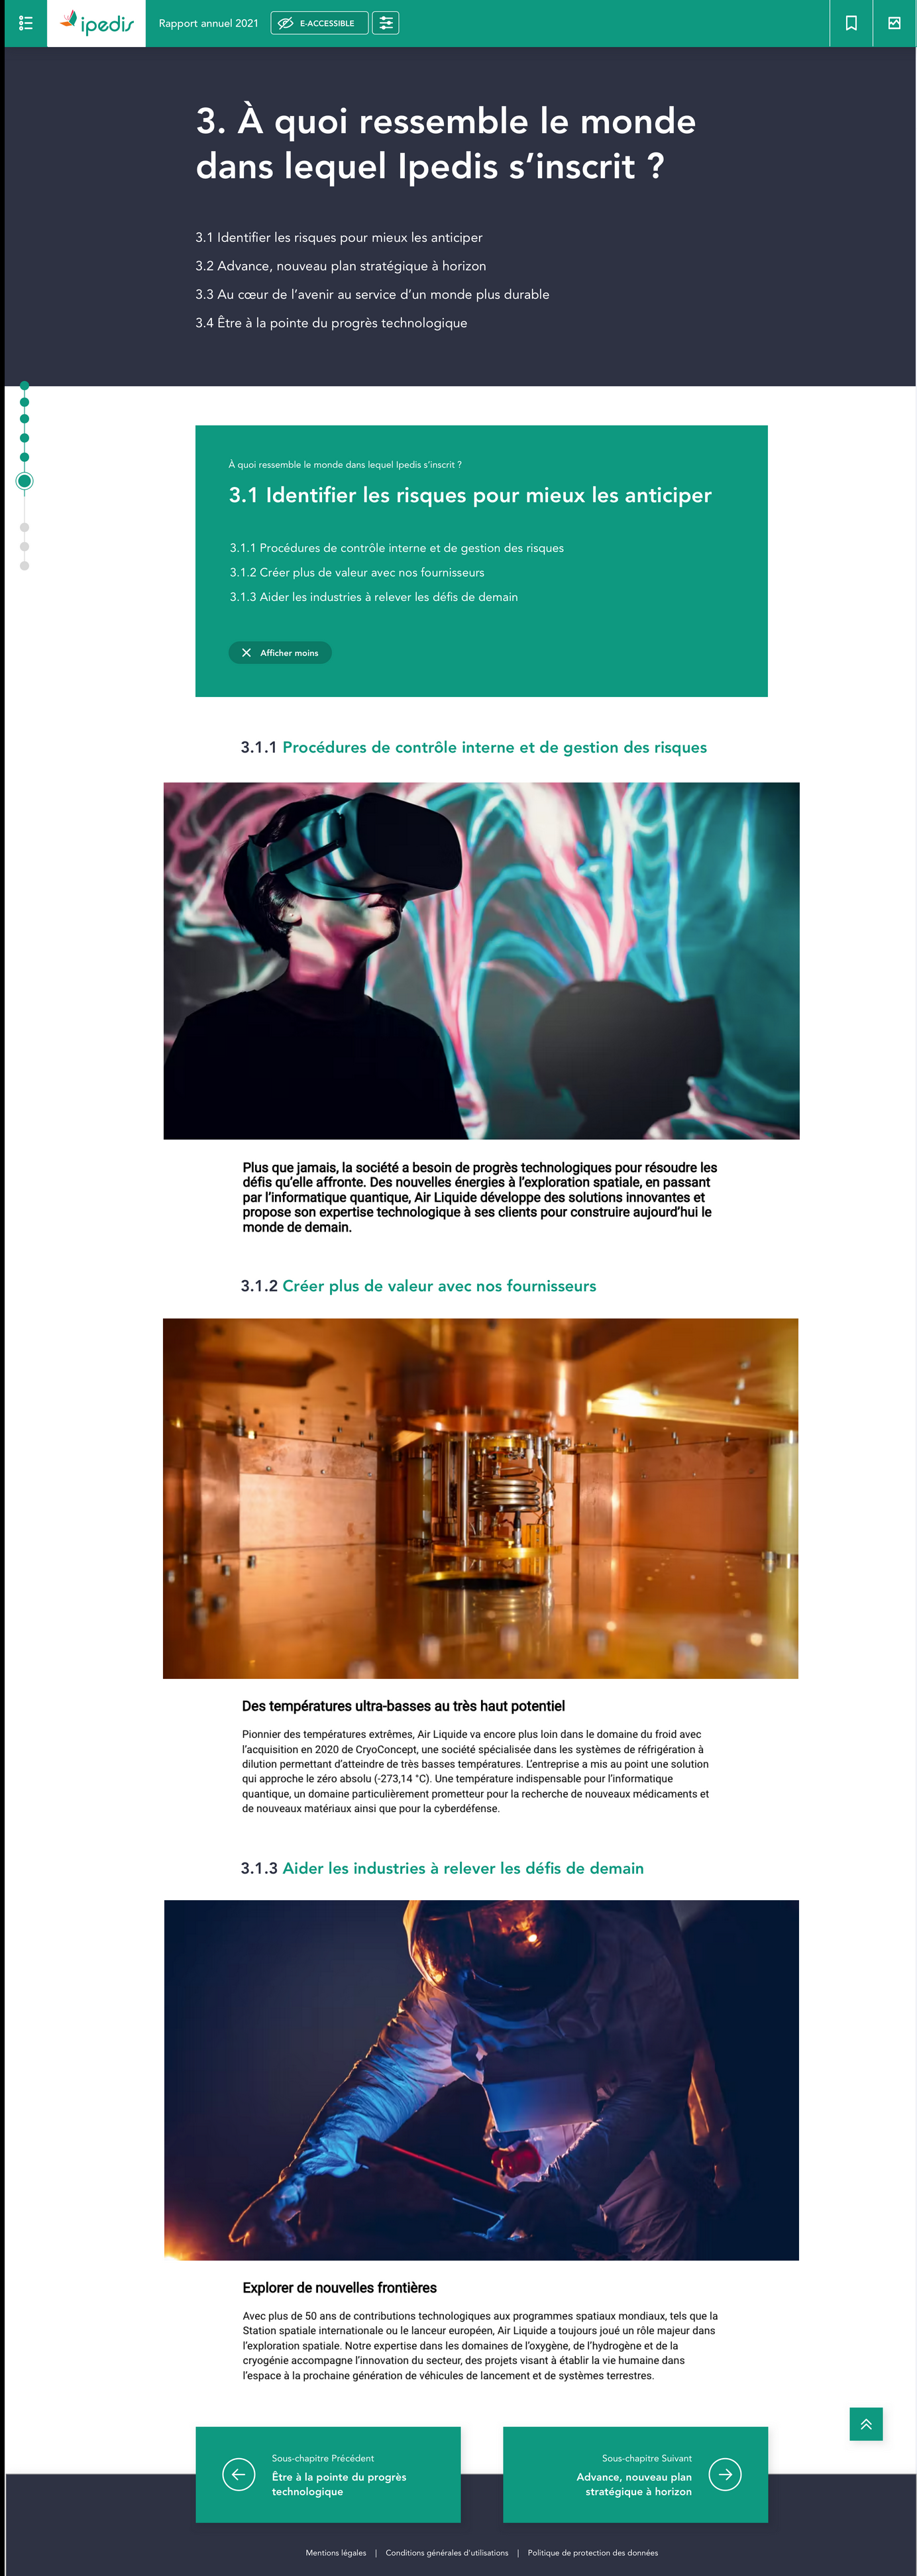 ipedis
Rapport annuel 2021
E-ACCESSIBLE
3. À quoi ressemble le monde
dans lequel Ipedis s’inscrit ?
3.1 Identifier les risques pour mieux les anticiper
3.2 Advance, nouveau plan stratégique à horizon
3.3 Au cœur de l’avenir au service d’un monde plus durable
3.4 Être à la pointe du progrès technologique
À quoi ressemble le monde dans lequel Ipedis s’inscrit ?
3.1 Identifier les risques pour mieux les anticiper
3.1.1 Procédures de contrôle interne et de gestion des risques
3.1.2 Créer plus de valeur avec nos fournisseurs
3.1.3 Aider les industries à relever les défis de demain
Afficher moins
3.1.1 Procédures de contrôle interne et de gestion des risques
Plus que jamais, la société a besoin de progrès technologiques pour résoudre les
défis qu’elle affronte. Des nouvelles énergies à l’exploration spatiale, en passant
par l’informatique quantique, Air Liquide développe des solutions innovantes et
propose son expertise technologique à ses clients pour construire aujourd’hui le
monde de demain.
3.1.2 Créer plus de valeur avec nos fournisseurs
Des températures ultra-basses au très haut potentiel
Pionnier des températures extrêmes, Air Liquide va encore plus loin dans le domaine du froid avec
l’acquisition en 2020 de CryoConcept, une société spécialisée dans les systèmes de réfrigération à
dilution permettant d’atteindre de très basses températures. L’entreprise a mis au point une solution
qui approche le zéro absolu (-273,14 °C). Une température indispensable pour l’informatique
quantique, un domaine particulièrement prometteur pour la recherche de nouveaux médicaments et
de nouveaux matériaux ainsi que pour la cyberdéfense.
3.1.3 Aider les industries à relever les défis de demain
Explorer de nouvelles frontières
Avec plus de 50 ans de contributions technologiques aux programmes spatiaux mondiaux, tels que la
Station spatiale internationale ou le lanceur européen, Air Liquide a toujours joué un rôle majeur dans
l’exploration spatiale. Notre expertise dans les domaines de l’oxygène, de l’hydrogène et de la
cryogénie accompagne l’innovation du secteur, des projets visant à établir la vie humaine dans
l’espace à la prochaine génération de véhicules de lancement et de systèmes terrestres.
Sous-chapitre Précédent
Être à la pointe du progrès
technologique
Sous-chapitre Suivant
Advance, nouveau plan
stratégique à horizon
Mentions légales | Conditions générales d'utilisations | Politique de protection des données